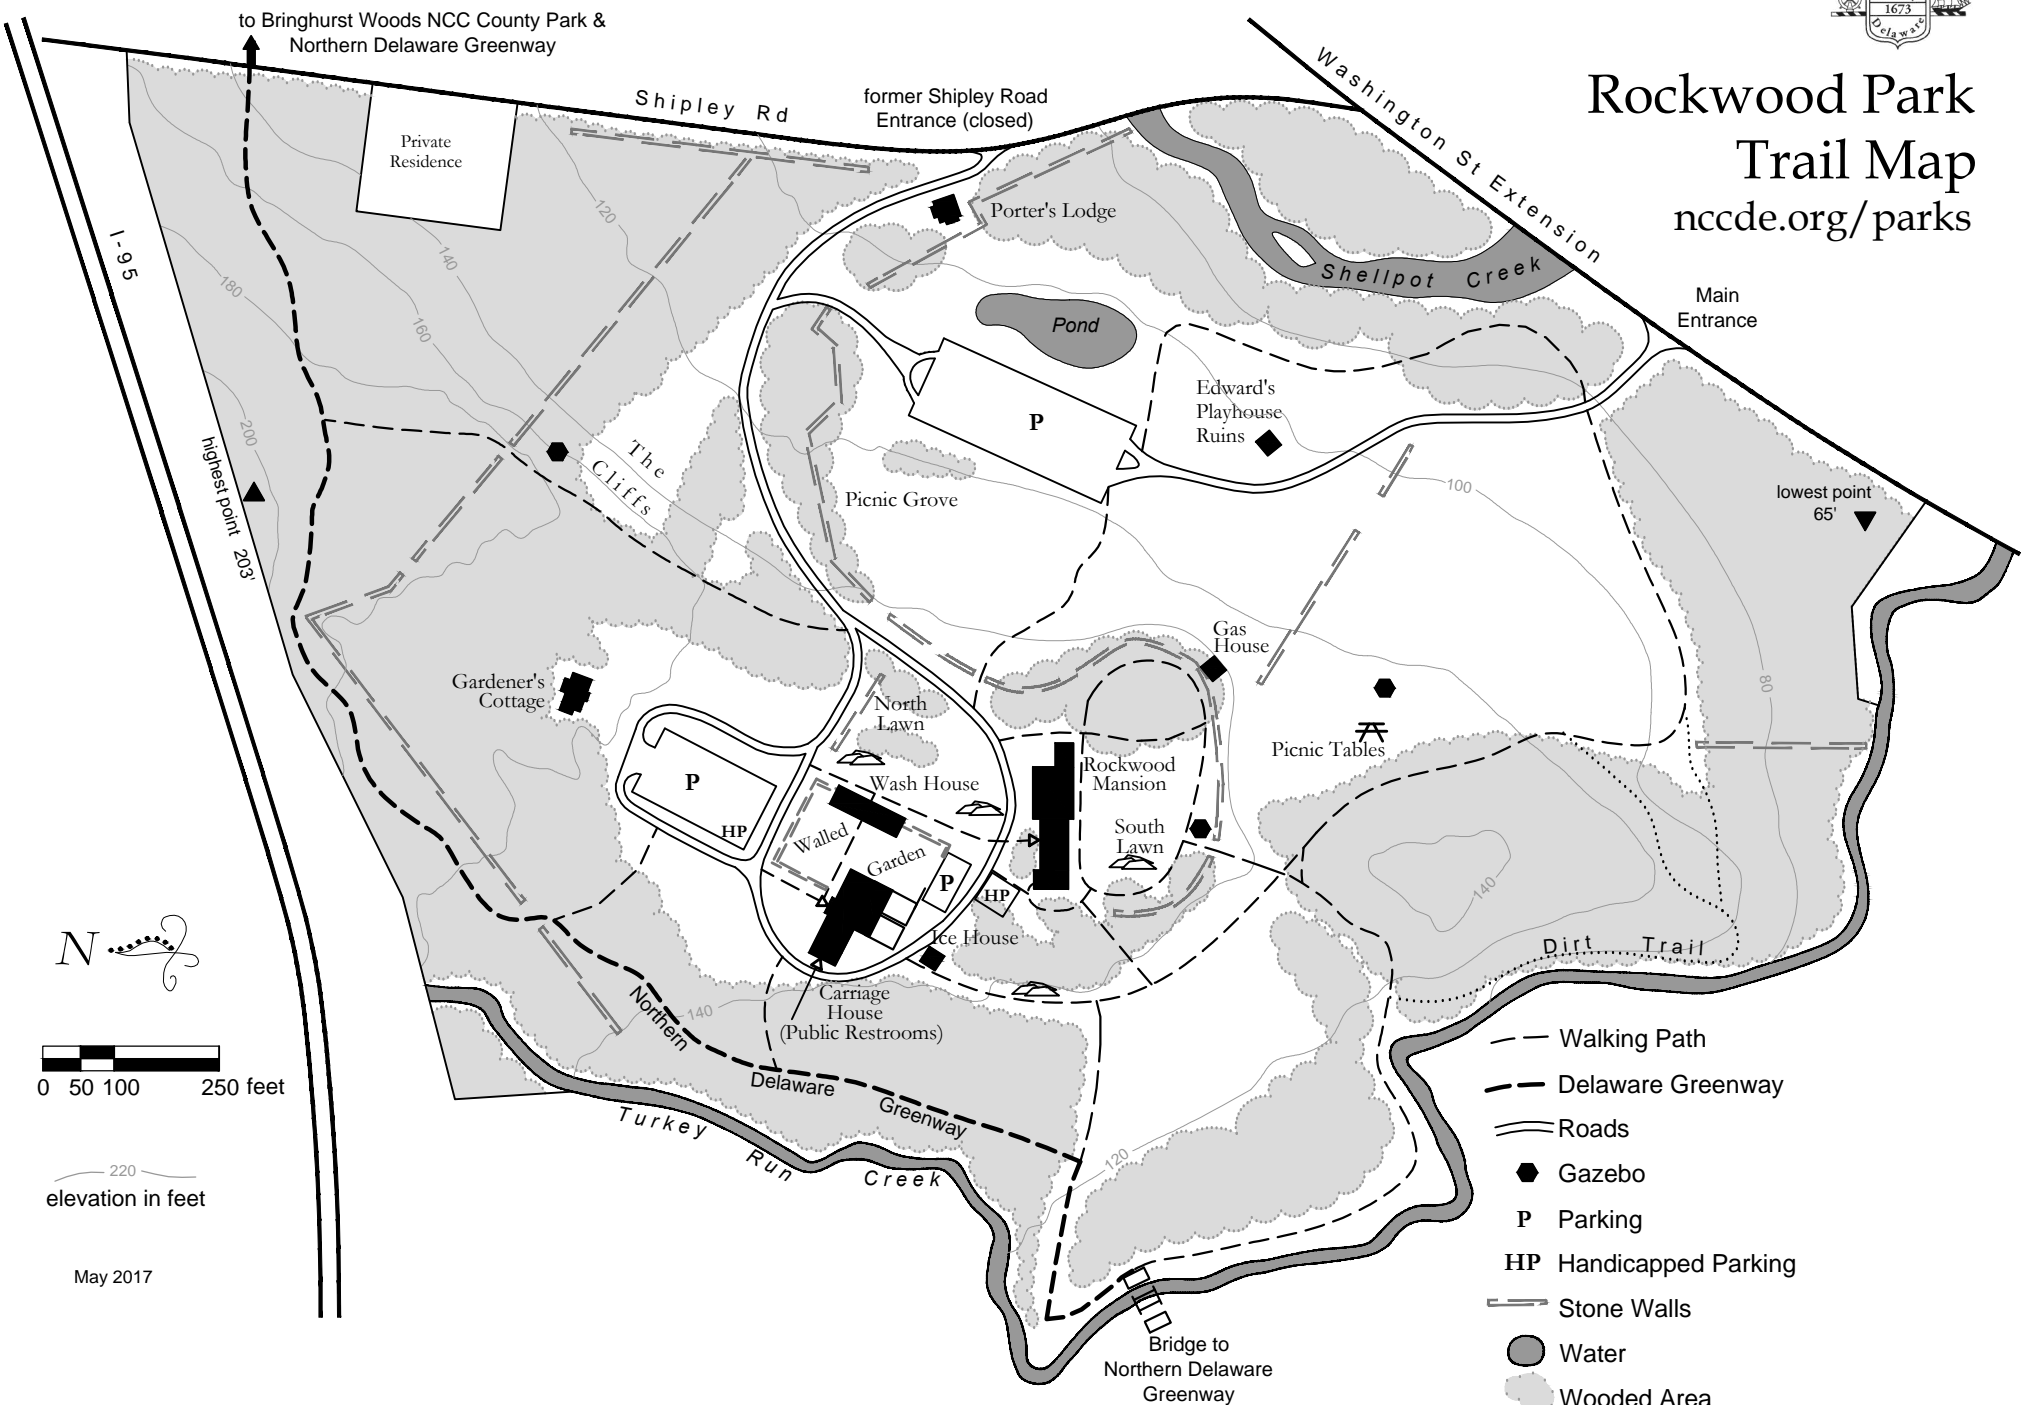 to Bringhurst Woods NCC County Park &
Northern Delaware Greenway
1673
Delaware
Rockwood Park
Trail Map
nccde.org/parks
Shipley Rd
former Shipley Road
Entrance (closed)
Washington St Extension
Private
Residence
I-95
Porter's Lodge
Shellpot Creek
Main
Entrance
Pond
120
140
160
180
200
highest point 203'
The
Cliffs
P
Edward's
Playhouse
Ruins
Picnic Grove
100
lowest point
65'
80
Gas
House
Gardener's
Cottage
North
Lawn
Picnic Tables
Rockwood
Mansion
P
HP
Wash House
Walled
Garden
South
Lawn
P
HP
140
Ice House
Dirt Trail
N
Carriage
House
(Public Restrooms)
140
Northern
Delaware
Greenway
0 50 100 250 feet
Turkey
Run
Creek
120
220
elevation in feet
May 2017
Bridge to
Northern Delaware
Greenway
Walking Path
Delaware Greenway
Roads
Gazebo
P Parking
HP Handicapped Parking
Stone Walls
Water
Wooded Area